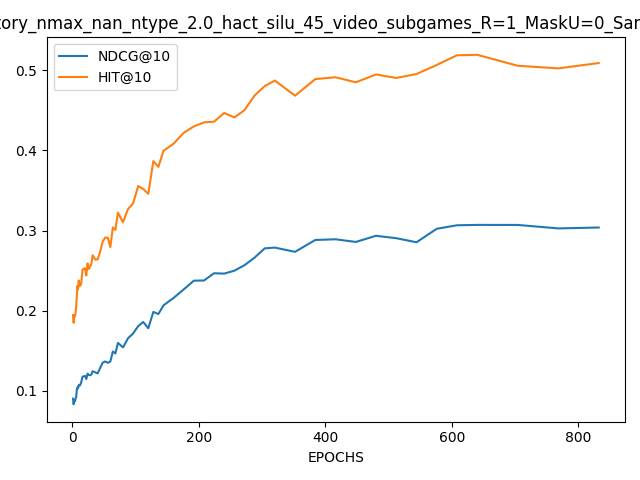 tory_nmax_nan_ntype_2.0_hact_silu_45_video_subgames_R=1_MaskU=0_Sar
NDCG@10
HIT@10
0.5
0.4
0.3
0.2
0.1
0 200 400 600 800
EPOCHS